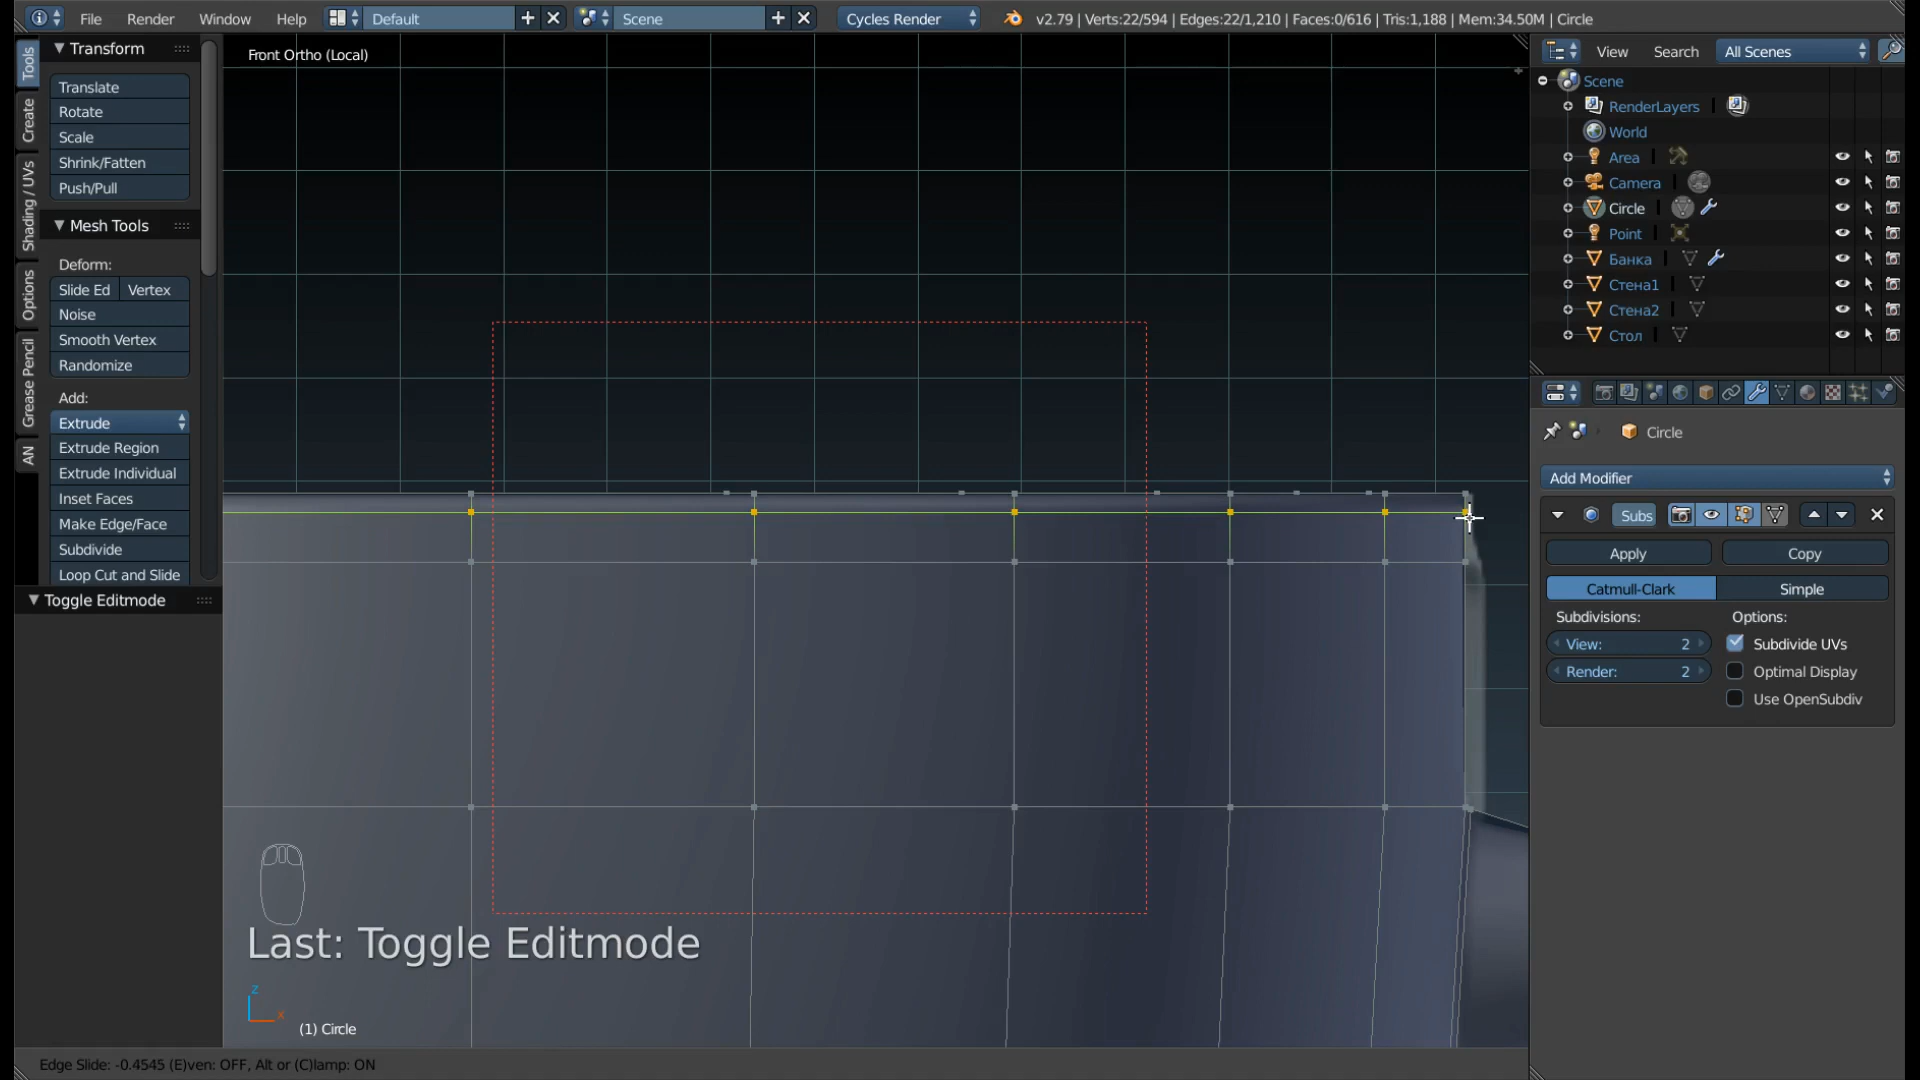 File Render Window Help Default Scene Cycles Render v2.79 | Verts:22/594 | Edges:22/1,210 | Faces:0/616 | Tris:1,188 | Mem:34.50M | Circle
Tools
Create
Shading / UVs
Options
Grease Pencil
AN
Transform
Translate
Rotate
Scale
Shrink/Fatten
Push/Pull
Mesh Tools
Deform:
Slide Ed Vertex
Noise
Smooth Vertex
Randomize
Add:
Extrude
Extrude Region
Extrude Individual
Inset Faces
Make Edge/Face
Subdivide
Loop Cut and Slide
Toggle Editmode
Front Ortho (Local)
Last: Toggle Editmode
z
x
(1) Circle
Edge Slide: -0.4545 (E)ven: OFF, Alt or (C)lamp: ON
View Search All Scenes
Scene
RenderLayers
World
Area
Camera
Circle
Point
Банка
Стена1
Стена2
Стол
Circle
Add Modifier
Subs
Apply Copy
Catmull-Clark Simple
Subdivisions: Options:
View: 2 Subdivide UVs
Render: 2 Optimal Display
Use OpenSubdiv